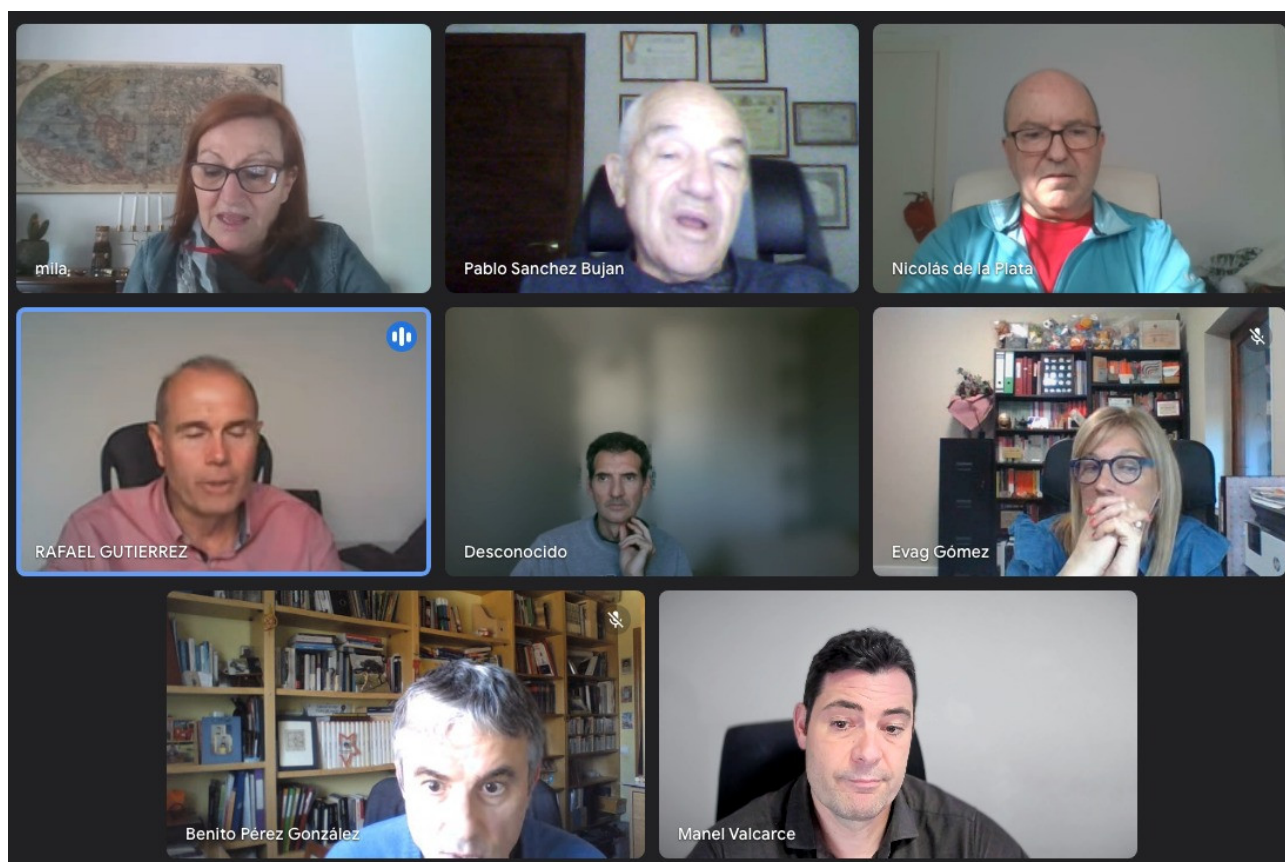 mila
Pablo Sanchez Bujan
Nicolás de la Plata
RAFAEL GUTIERREZ
Desconocido
Evag Gómez
Benito Pérez González
Manel Valcarce